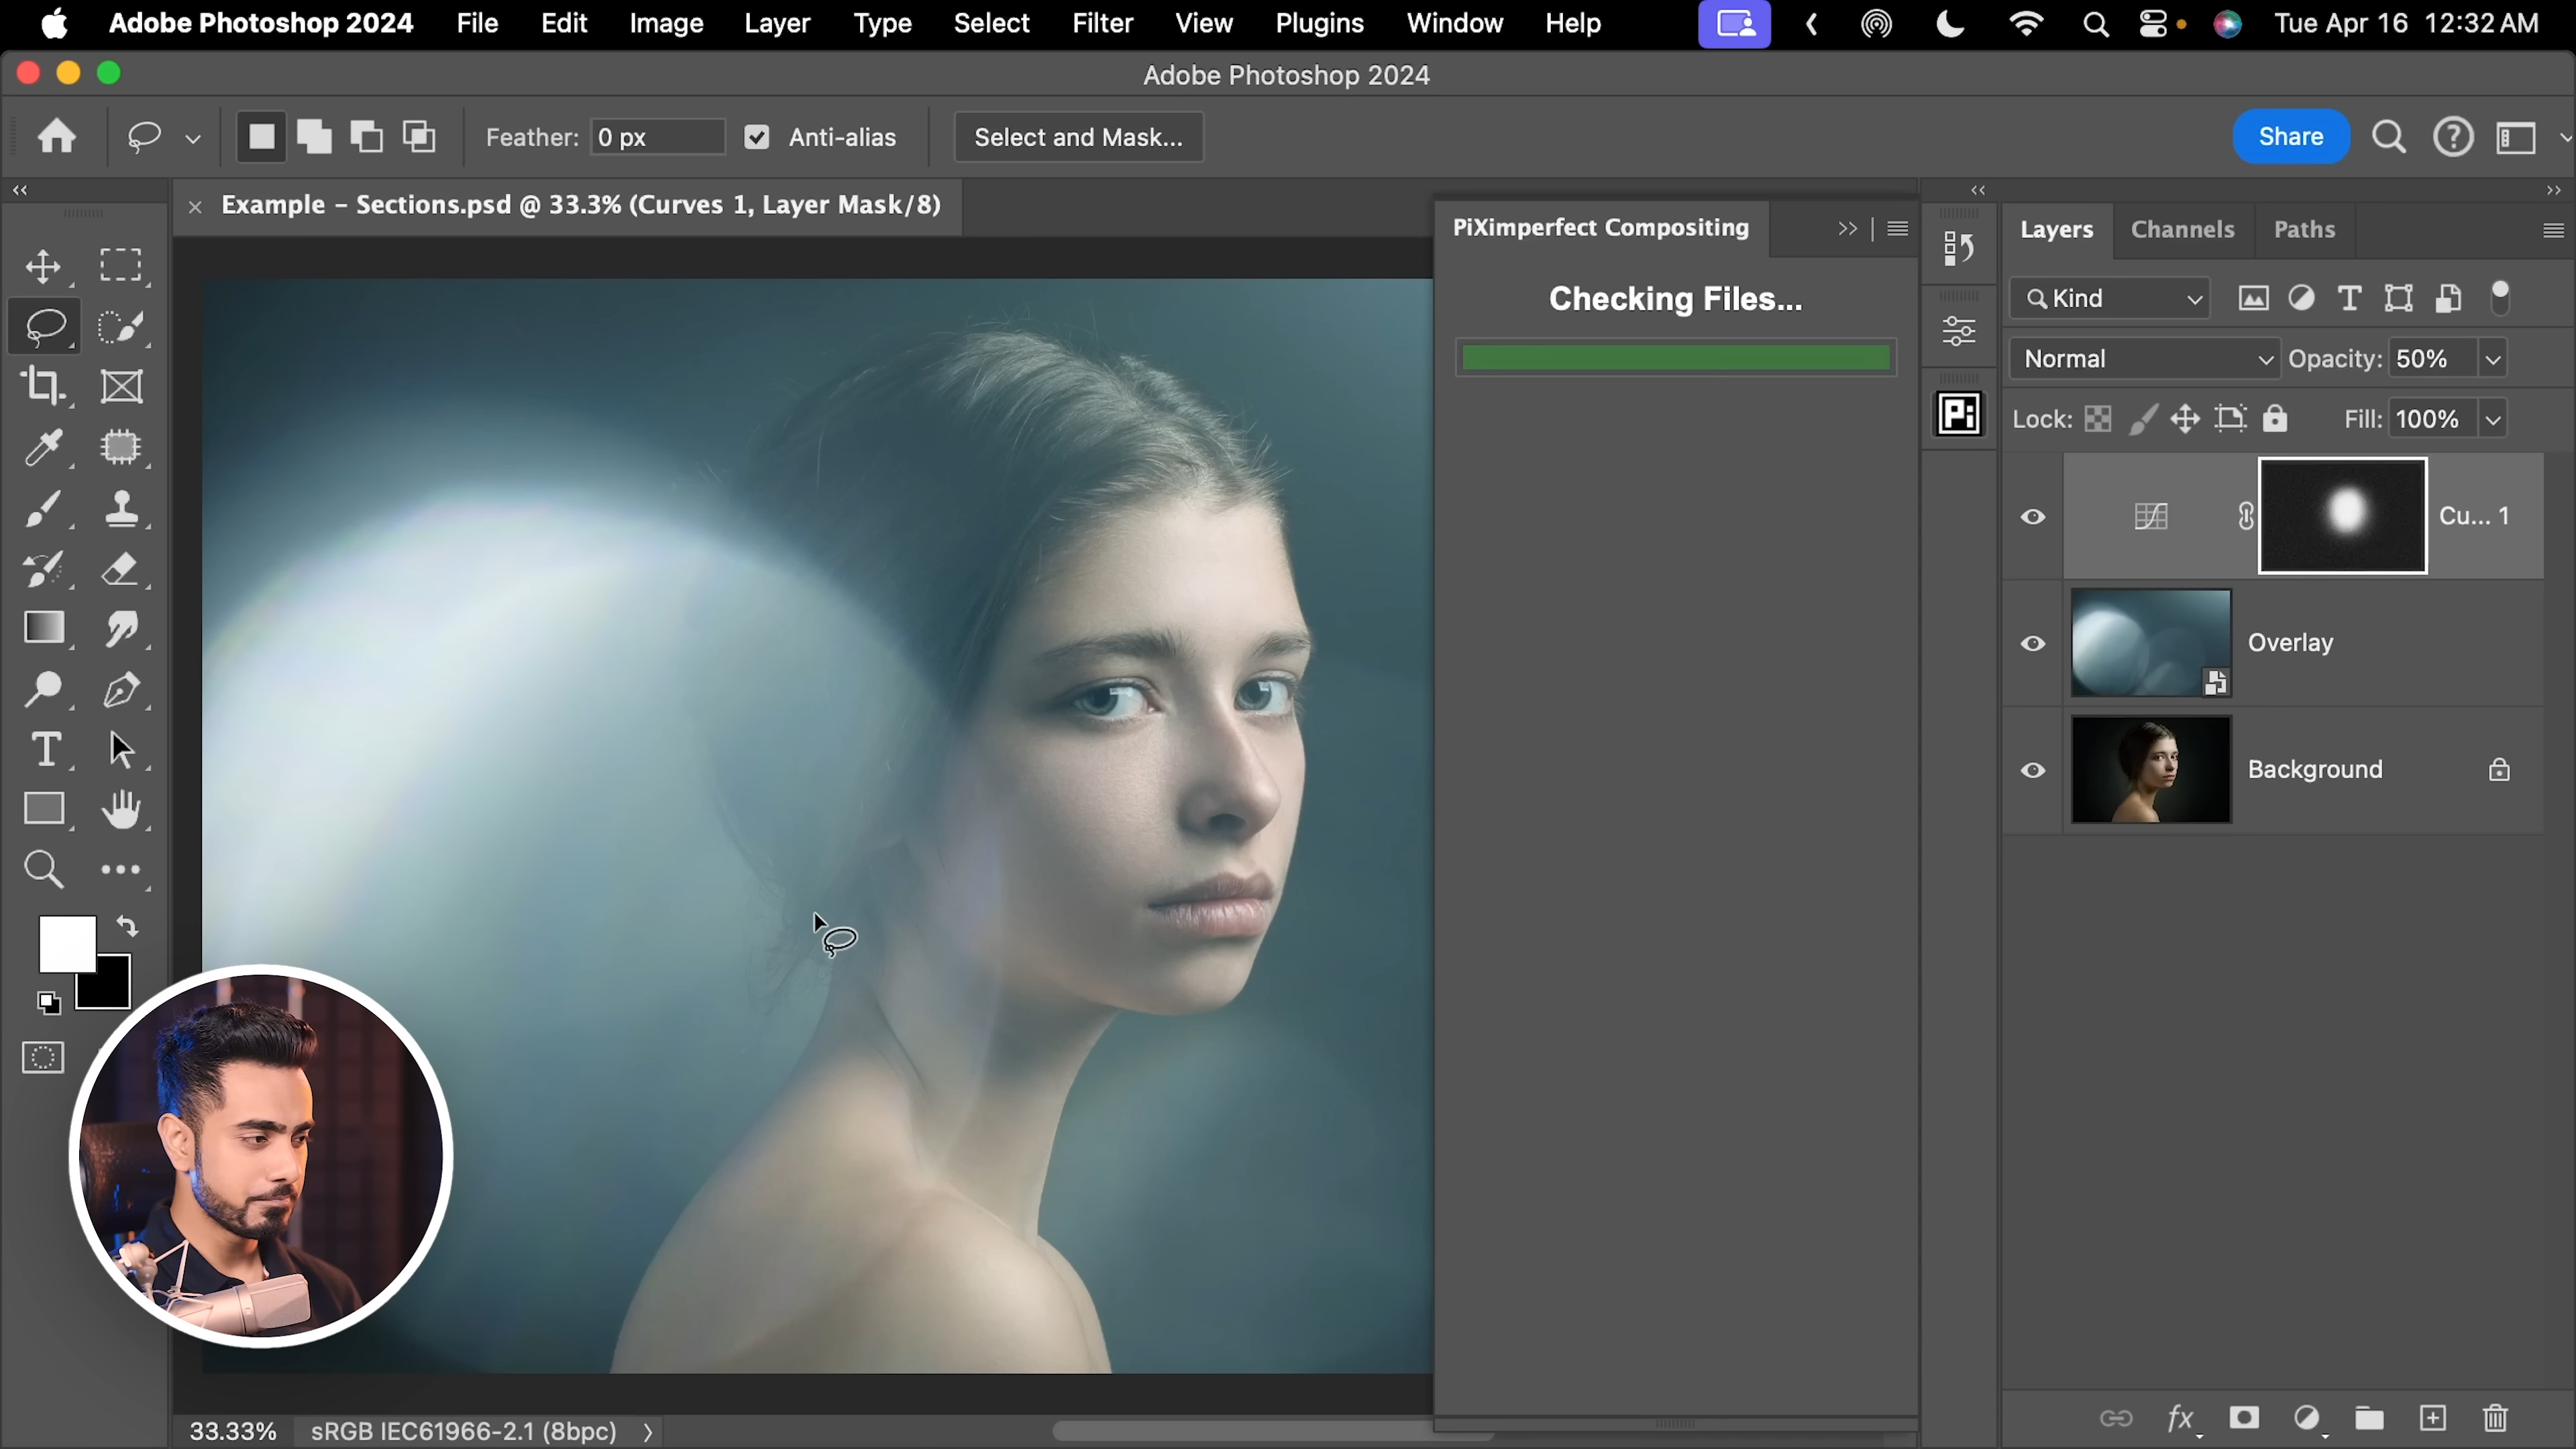 Adobe Photoshop 2024 File Edit Image Layer Type Select Filter View Plugins Window Help Tue Apr 16 12:32 AM
Adobe Photoshop 2024
Feather: 0 px Anti-alias Select and Mask... Share
Example - Sections.psd @ 33.3% (Curves 1, Layer Mask/8)
PiXimperfect Compositing
Checking Files...
Pi
Layers Channels Paths
Kind
Normal Opacity: 50%
Lock: Fill: 100%
Cu... 1
Overlay
Background
33.33% sRGB IEC61966-2.1 (8bpc)
fx